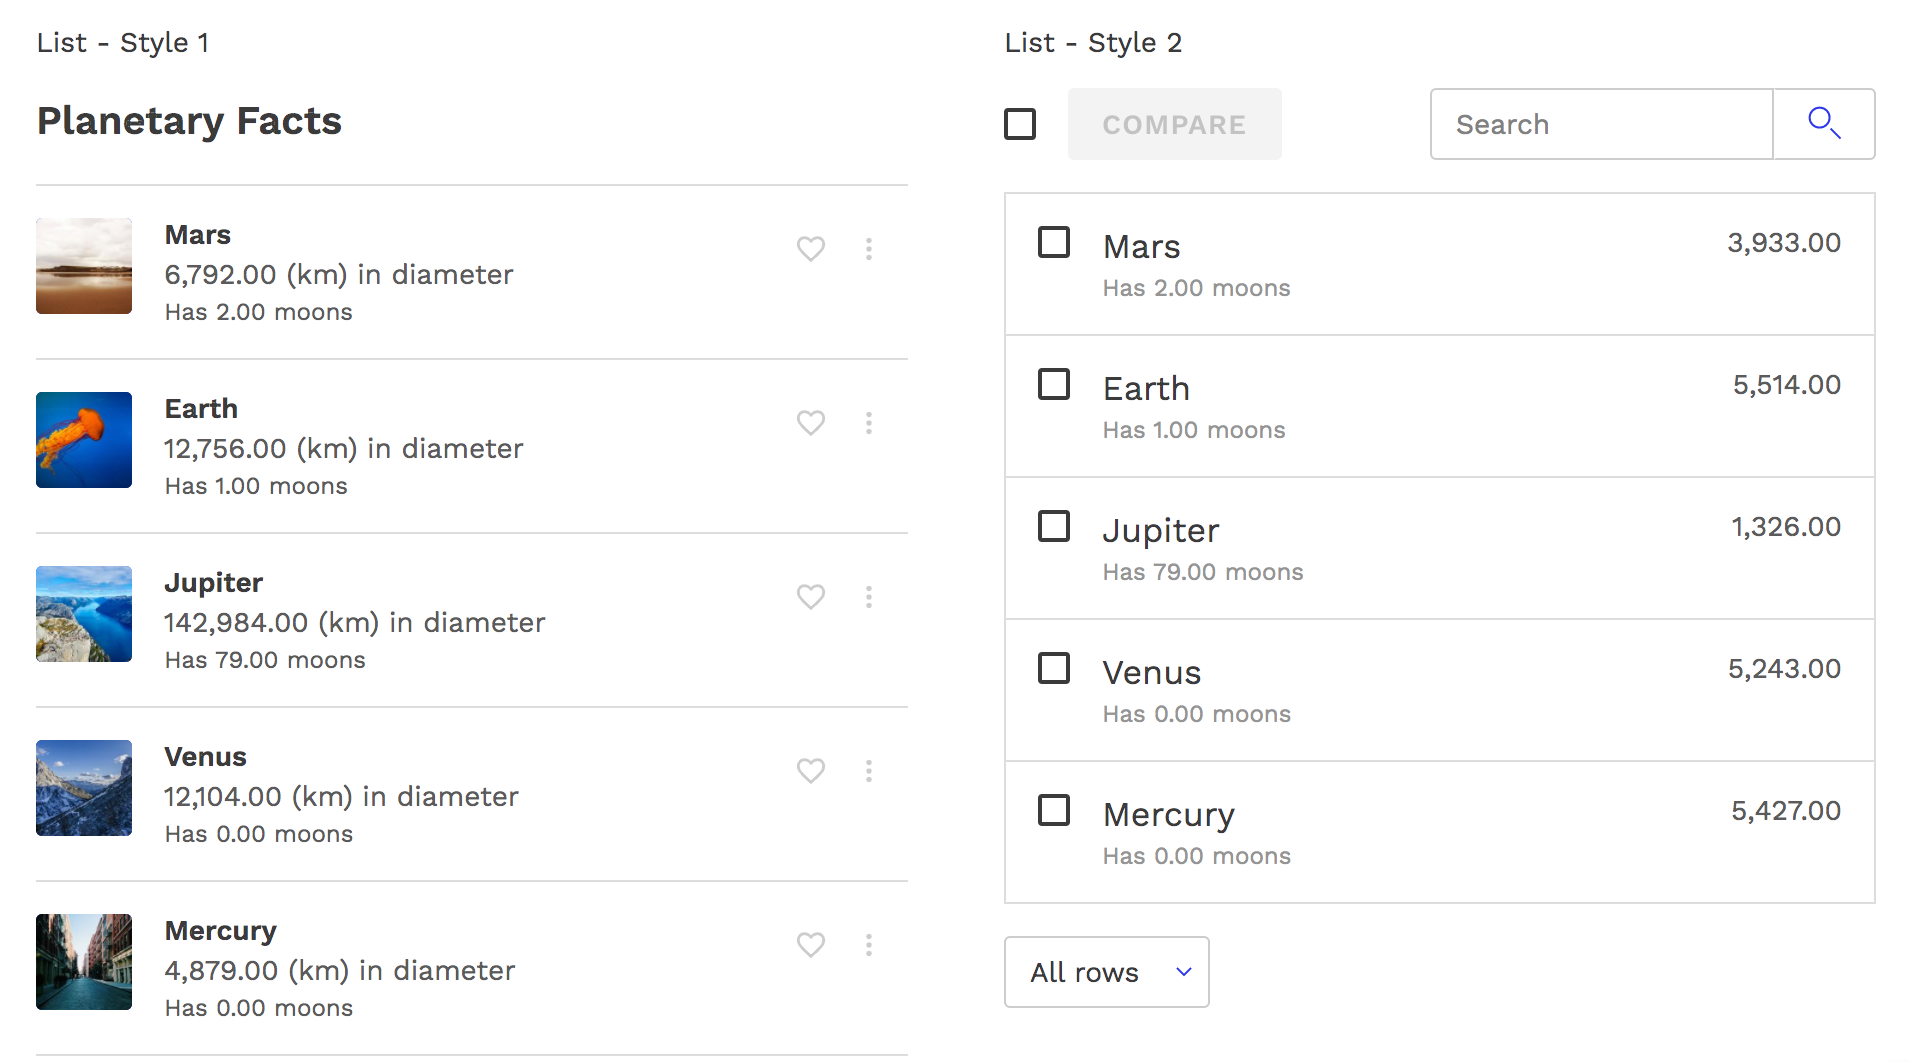 List - Style 1
Planetary Facts
Mars
6,792.00 (km) in diameter
Has 2.00 moons
Earth
12,756.00 (km) in diameter
Has 1.00 moons
Jupiter
142,984.00 (km) in diameter
Has 79.00 moons
Venus
12,104.00 (km) in diameter
Has 0.00 moons
Mercury
4,879.00 (km) in diameter
Has 0.00 moons
List - Style 2
COMPARE
Search
Mars
3,933.00
Has 2.00 moons
Earth
5,514.00
Has 1.00 moons
Jupiter
1,326.00
Has 79.00 moons
Venus
5,243.00
Has 0.00 moons
Mercury
5,427.00
Has 0.00 moons
All rows